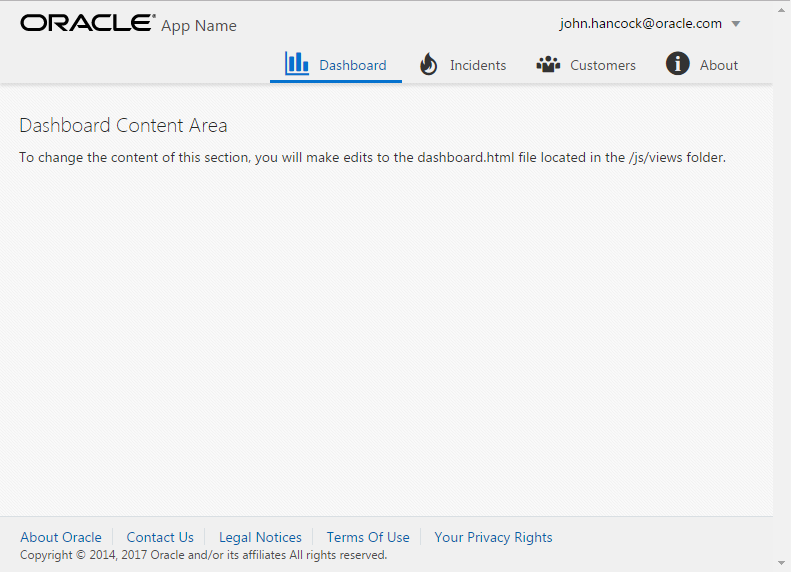 ORACLE® App Name
john.hancock@oracle.com
Dashboard Incidents Customers About
Dashboard Content Area
To change the content of this section, you will make edits to the dashboard.html file located in the /js/views folder.
About Oracle Contact Us Legal Notices Terms Of Use Your Privacy Rights
Copyright © 2014, 2017 Oracle and/or its affiliates All rights reserved.